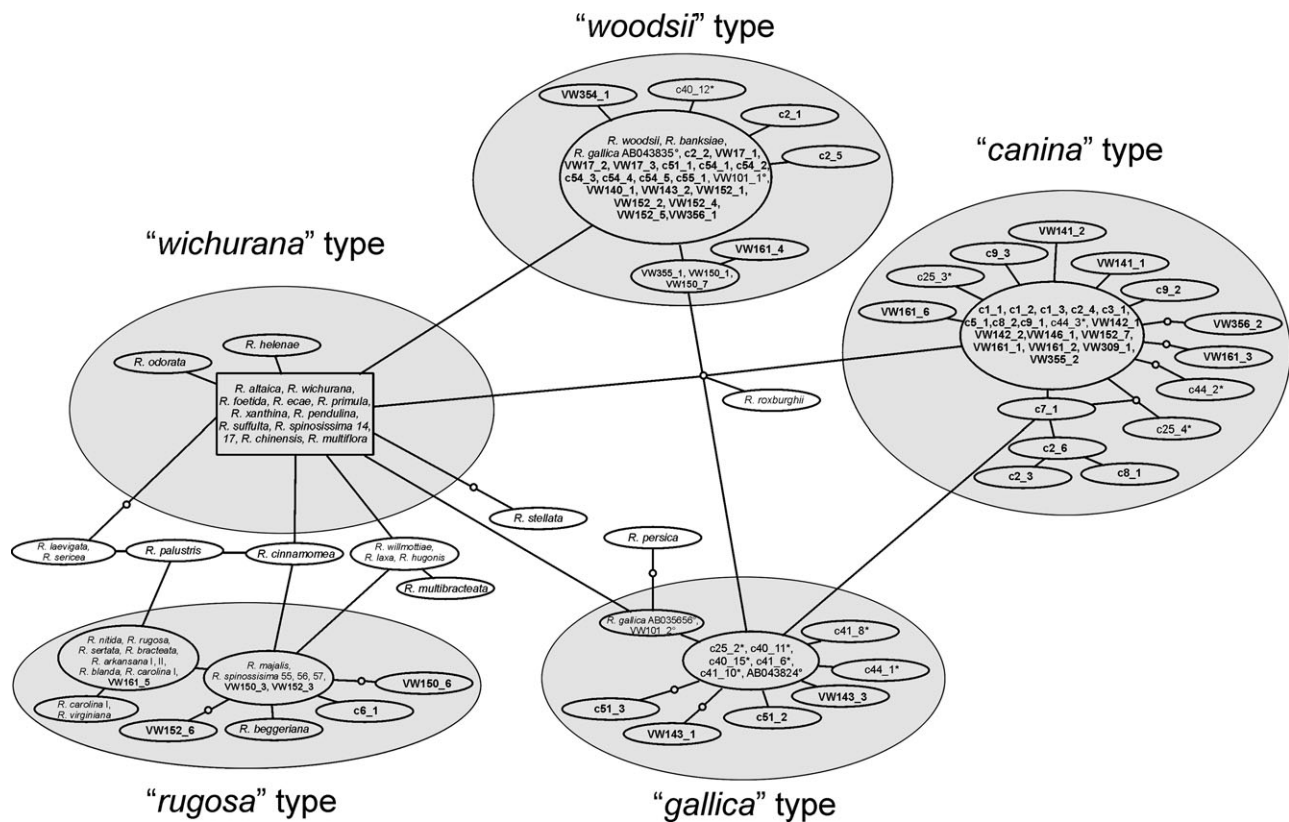 “woodsii” type
VW354_1
c40_12*
c2_1
c2_5
R. woodsii, R. banksiae,
R. gallica AB043835°, c2_2, VW17_1,
VW17_2, VW17_3, c51_1, c54_1, c54_2,
c54_3, c54_4, c54_5, c55_1, VW101_1*,
VW140_1, VW143_2, VW152_1,
VW152_2, VW152_4,
VW152_5,VW356_1
VW161_4
VW355_1, VW150_1,
VW150_7
“canina” type
VW141_2
c9_3
VW141_1
c25_3*
c9_2
VW161_6
VW356_2
VW161_3
c44_2*
c25_4*
c1_1, c1_2, c1_3, c2_4, c3_1,
c5_1,c8_2,c9_1, c44_3*, VW142_1
VW142_2,VW146_1, VW152_7,
VW161_1, VW161_2, VW309_1,
VW355_2
c7_1
c2_6
c2_3
c8_1
“wichurana” type
R. helenae
R. odorata
R. altaica, R. wichurana,
R. foetida, R. ecae, R. primula,
R. xanthina, R. pendulina,
R. suffulta, R. spinosissima 14,
17, R. chinensis, R. multiflora
R. roxburghii
R. stellata
R. laevigata,
R. sericea
R. palustris
R. cinnamomea
R. willmottiae,
R. laxa, R. hugonis
R. multibracteata
R. persica
R. nitida, R. rugosa,
R. sertata, R. bracteata,
R. arkansana I, II,
R. blanda, R. carolina I,
VW161_5
R. carolina I,
R. virginiana
R. majalis,
R. spinossisima 55, 56, 57,
VW150_3, VW152_3
VW150_6
c6_1
R. beggeriana
VW152_6
“rugosa” type
R. gallica AB035656°,
VW101_2°
c25_2*, c40_11*,
c40_15*, c41_6*,
c41_10*, AB043824°
c41_8*
c44_1*
VW143_3
c51_2
VW143_1
c51_3
“gallica” type